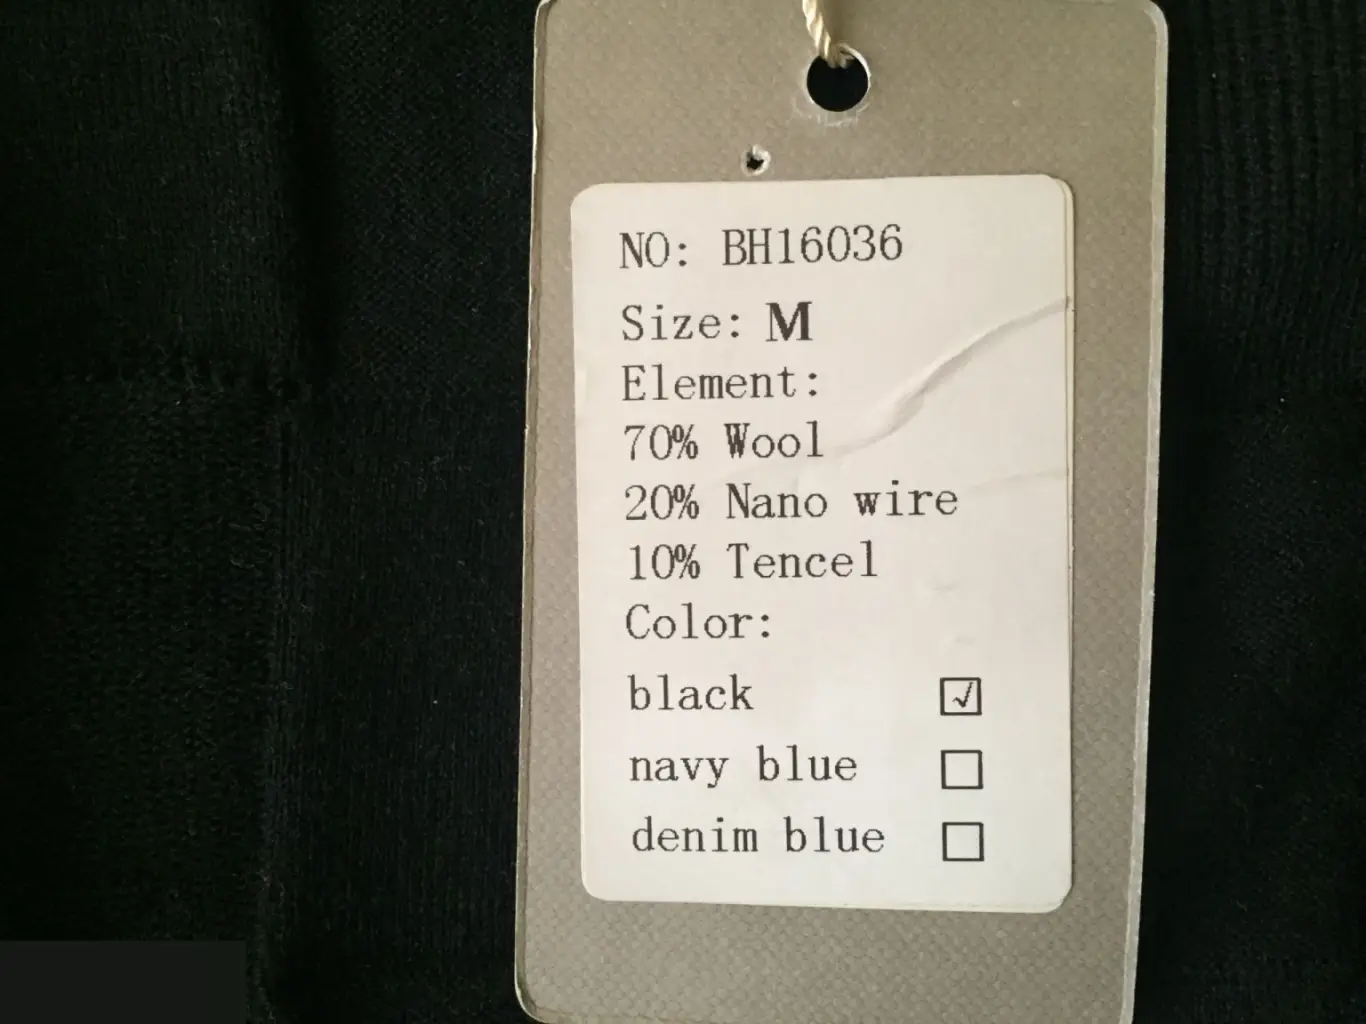 NO: BH16036
Size: M
Element:
70% Wool
20% Nano wire
10% Tencel
Color:
black ☑
navy blue ☐
denim blue ☐